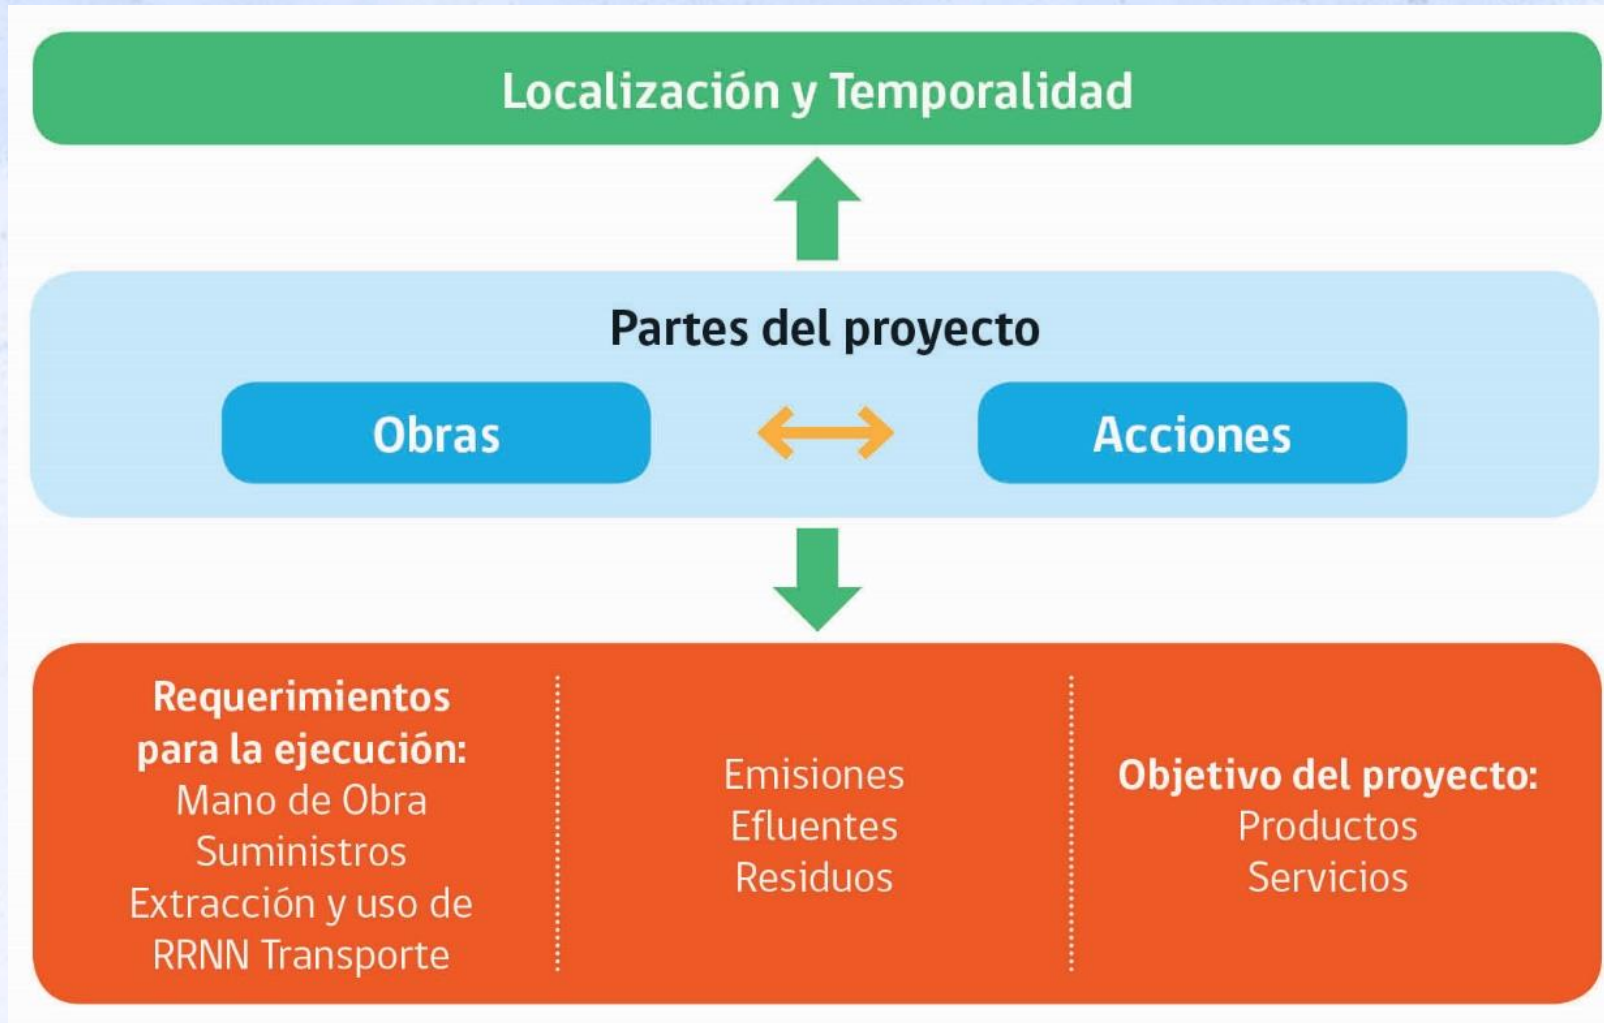 Localización y Temporalidad
Partes del proyecto
Obras
Acciones
Requerimientos
para la ejecución:
Mano de Obra
Suministros
Extracción y uso de
RRNN Transporte
Emisiones
Efluentes
Residuos
Objetivo del proyecto:
Productos
Servicios